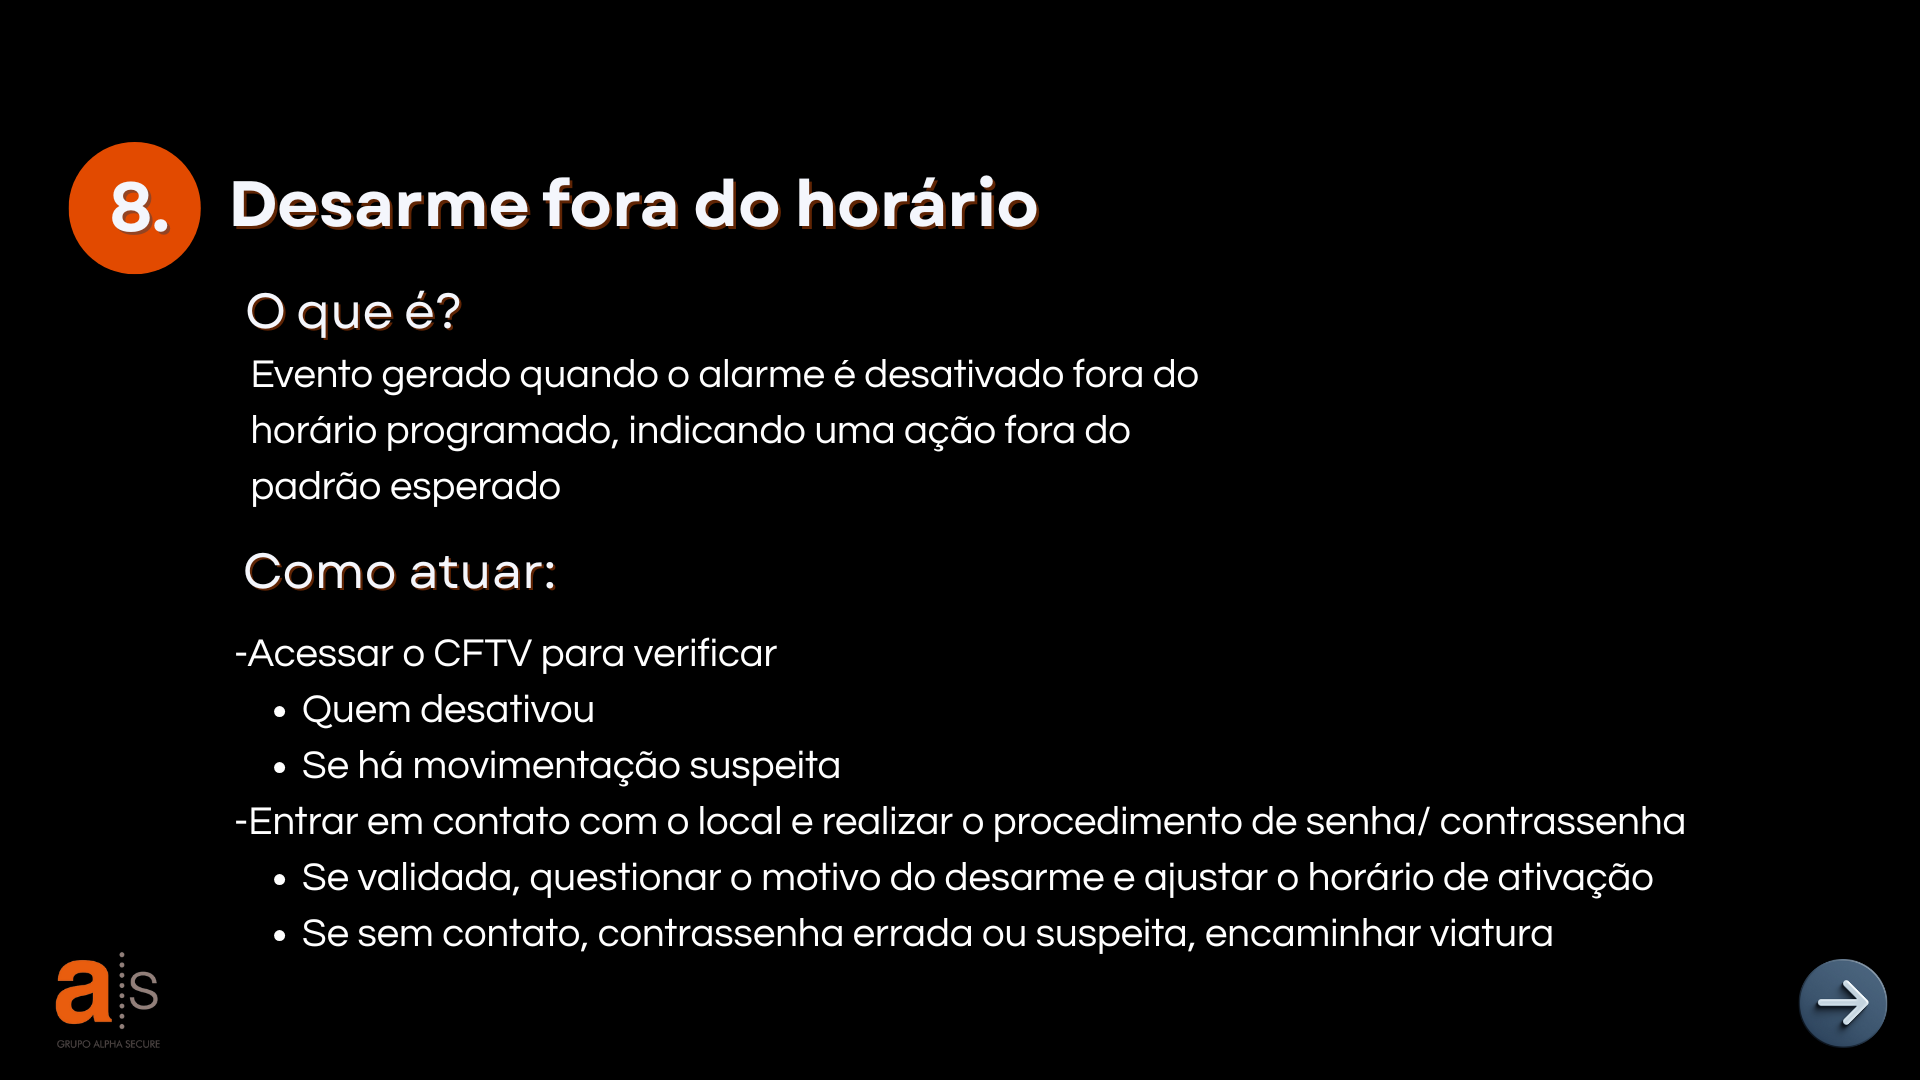 8. Desarme fora do horário
O que é?
Evento gerado quando o alarme é desativado fora do
horário programado, indicando uma ação fora do
padrão esperado
Como atuar:
-Acessar o CFTV para verificar
• Quem desativou
• Se há movimentação suspeita
-Entrar em contato com o local e realizar o procedimento de senha/ contrassenha
• Se validada, questionar o motivo do desarme e ajustar o horário de ativação
• Se sem contato, contrassenha errada ou suspeita, encaminhar viatura
a s
GRUPO ALPHA SECURE